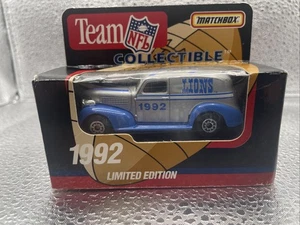 Team NFL
MATCHBOX
COLLECTIBLE
LIONS
1992
1992
LIMITED EDITION